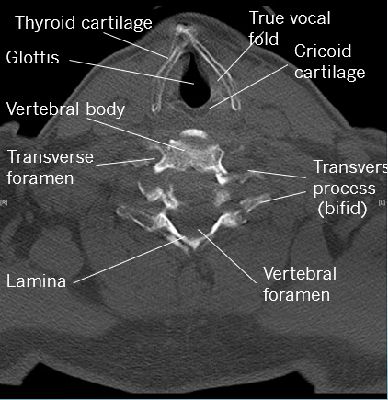 Thyroid cartilage
True vocal
fold
Glottis
Cricoid
cartilage
Vertebral body
Transverse
foramen
Transvers
process
(bifid)
Lamina
Vertebral
foramen